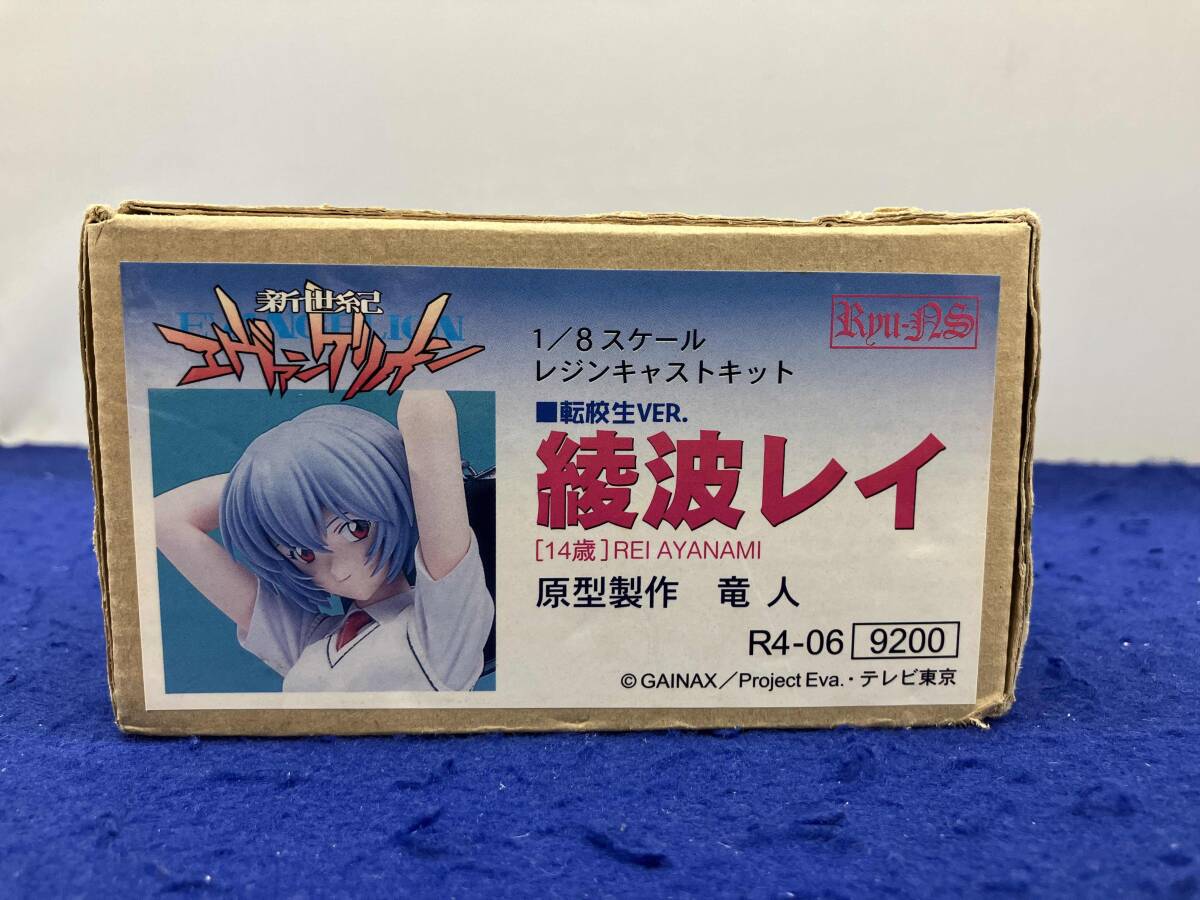 新世紀
EVANGELION
エヴァンゲリオン
Ryu-NS
1/8スケール
レジンキャストキット
■転校生VER.
綾波レイ
[14歳]REI AYANAMI
原型製作 竜人
R4-06 9200
©GAINAX/Project Eva.・テレビ東京